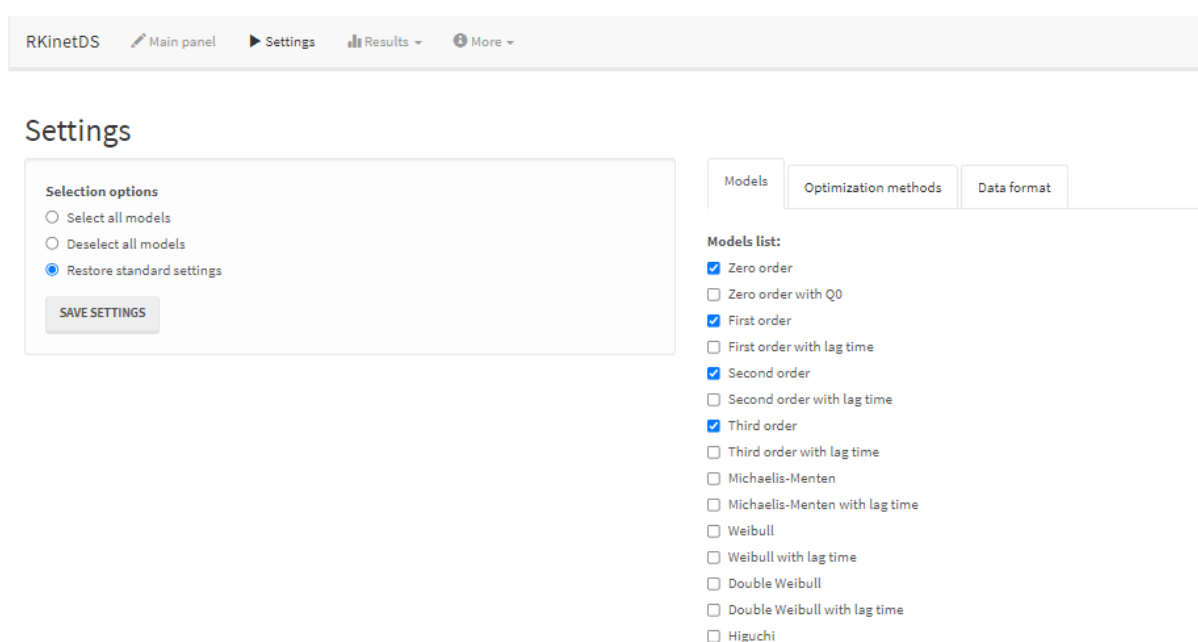 RKinetDS Main panel Settings Results More
Settings
Selection options
Select all models
Deselect all models
Restore standard settings
SAVE SETTINGS
Models Optimization methods Data format
Models list:
Zero order
Zero order with Q0
First order
First order with lag time
Second order
Second order with lag time
Third order
Third order with lag time
Michaelis-Menten
Michaelis-Menten with lag time
Weibull
Weibull with lag time
Double Weibull
Double Weibull with lag time
Higuchi